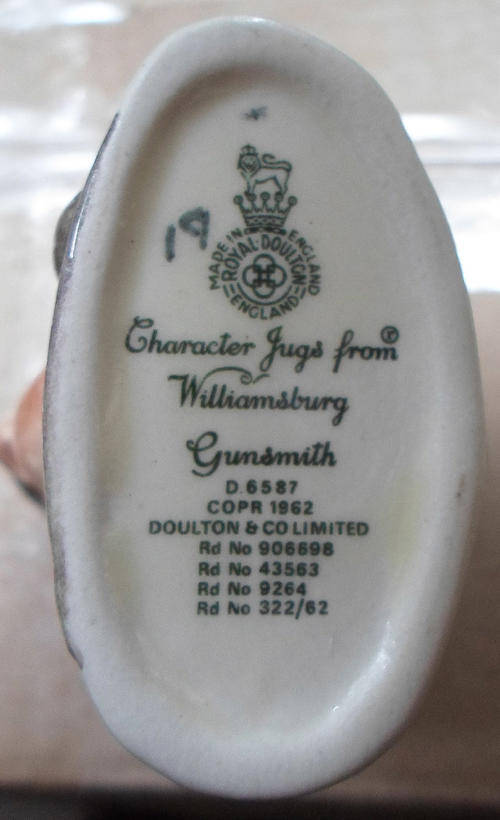 19
MADE IN ENGLAND
ROYAL·DOULTON
ENGLAND
Character Jugs from
Williamsburg
Gunsmith
D.6587
COPR 1962
DOULTON & CO LIMITED
Rd No 906698
Rd No 43563
Rd No 9264
Rd No 322/62